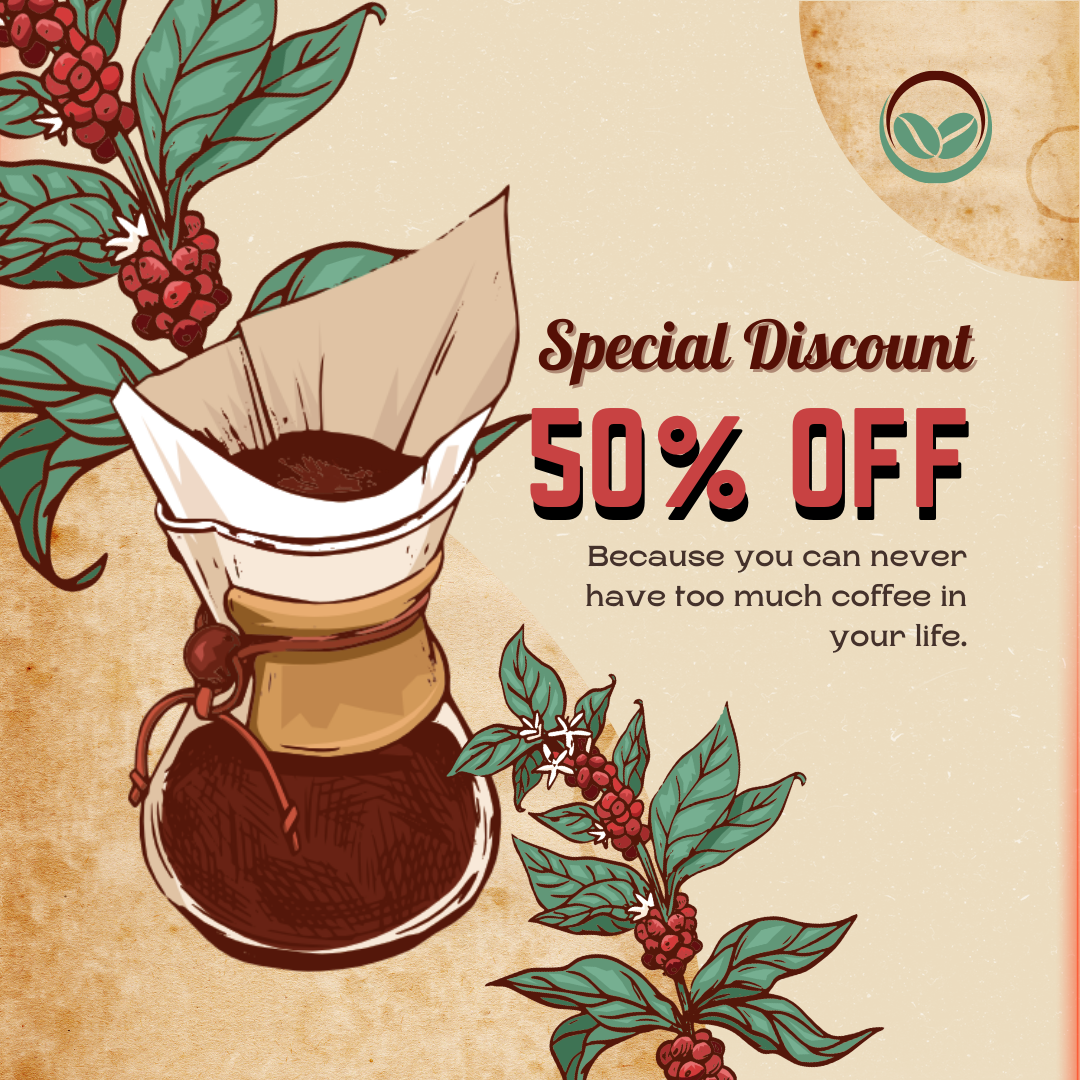 Special Discount
50% OFF
Because you can never
have too much coffee in
your life.